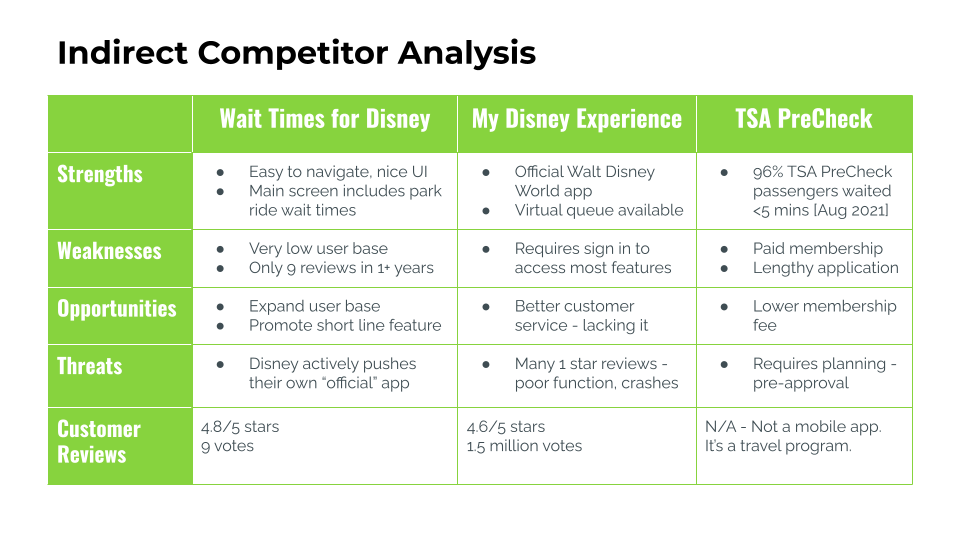 Indirect Competitor Analysis
Wait Times for Disney
My Disney Experience
TSA PreCheck
Strengths
● Easy to navigate, nice UI
● Main screen includes park
ride wait times
● Official Walt Disney
World app
● Virtual queue available
● 96% TSA PreCheck
passengers waited
<5 mins [Aug 2021]
Weaknesses
● Very low user base
● Only 9 reviews in 1+ years
● Requires sign in to
access most features
● Paid membership
● Lengthy application
Opportunities
● Expand user base
● Promote short line feature
● Better customer
service - lacking it
● Lower membership
fee
Threats
● Disney actively pushes
their own “official” app
● Many 1 star reviews -
poor function, crashes
● Requires planning -
pre-approval
Customer
Reviews
4.8/5 stars
9 votes
4.6/5 stars
1.5 million votes
N/A - Not a mobile app.
It’s a travel program.